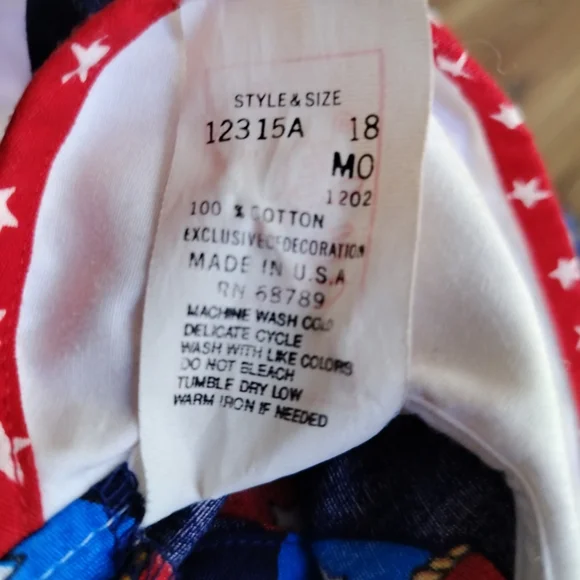 STYLE & SIZE
12315A 18
MO
1202
100 % COTTON
EXCLUSIVE OF DECORATION
MADE IN U.S.A
RN 68789
MACHINE WASH COLD
DELICATE CYCLE
WASH WITH LIKE COLORS
DO NOT BLEACH
TUMBLE DRY LOW
WARM IRON IF NEEDED